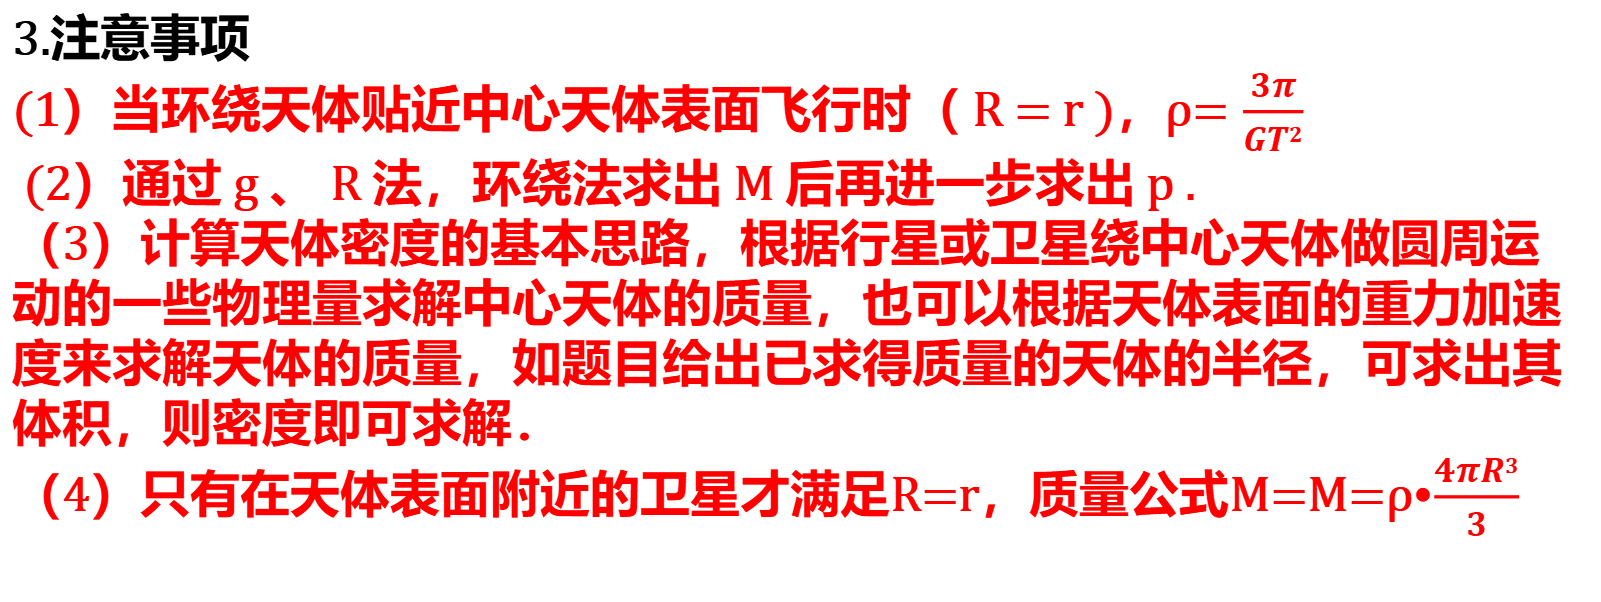 3.注意事项
(1）当环绕天体贴近中心天体表面飞行时（ R = r )，ρ= 3π/GT²
(2）通过 g 、 R 法，环绕法求出 M 后再进一步求出 p .
（3）计算天体密度的基本思路，根据行星或卫星绕中心天体做圆周运
动的一些物理量求解中心天体的质量，也可以根据天体表面的重力加速
度来求解天体的质量，如题目给出已求得质量的天体的半径，可求出其
体积，则密度即可求解.
（4）只有在天体表面附近的卫星才满足R=r，质量公式M=M=ρ•4πR³/3